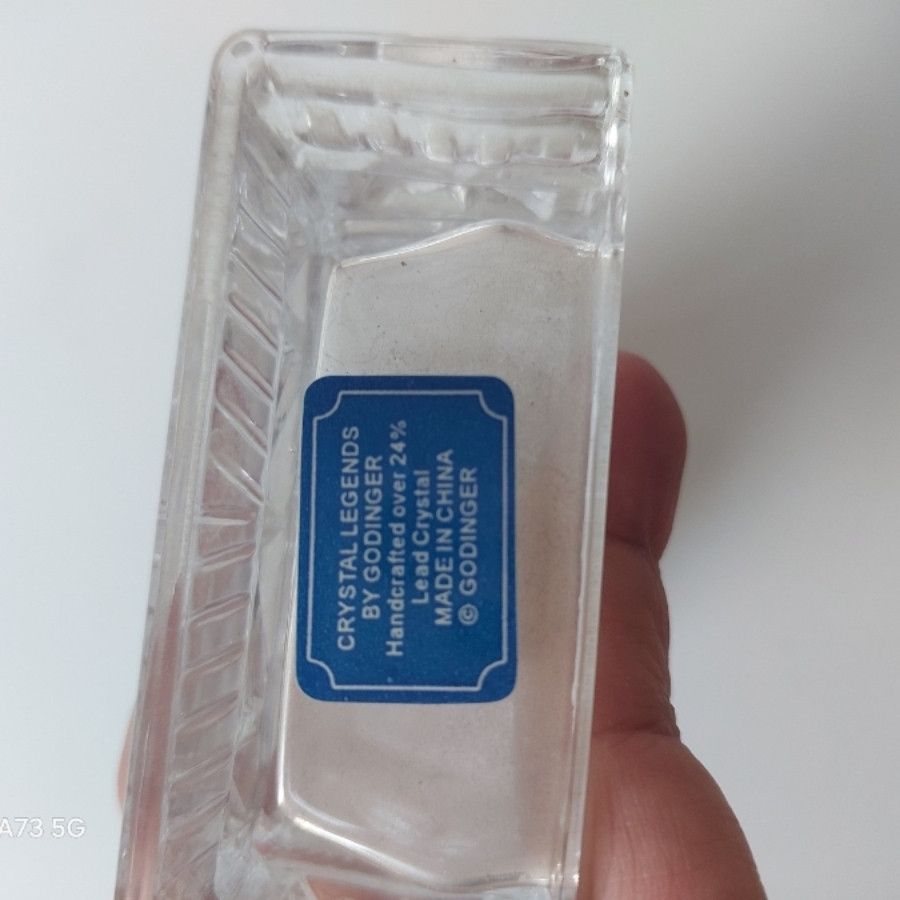 CRYSTAL LEGENDS
BY GODINGER
Handcrafted over 24%
Lead Crystal
MADE IN CHINA
© GODINGER
A73 5G